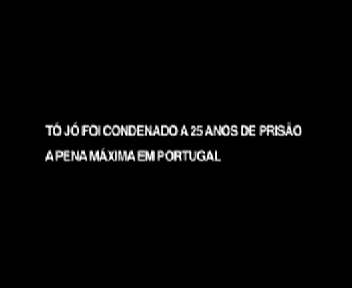 TÓ JÓ FOI CONDENADO A 25 ANOS DE PRISÃO
A PENA MÁXIMA EM PORTUGAL